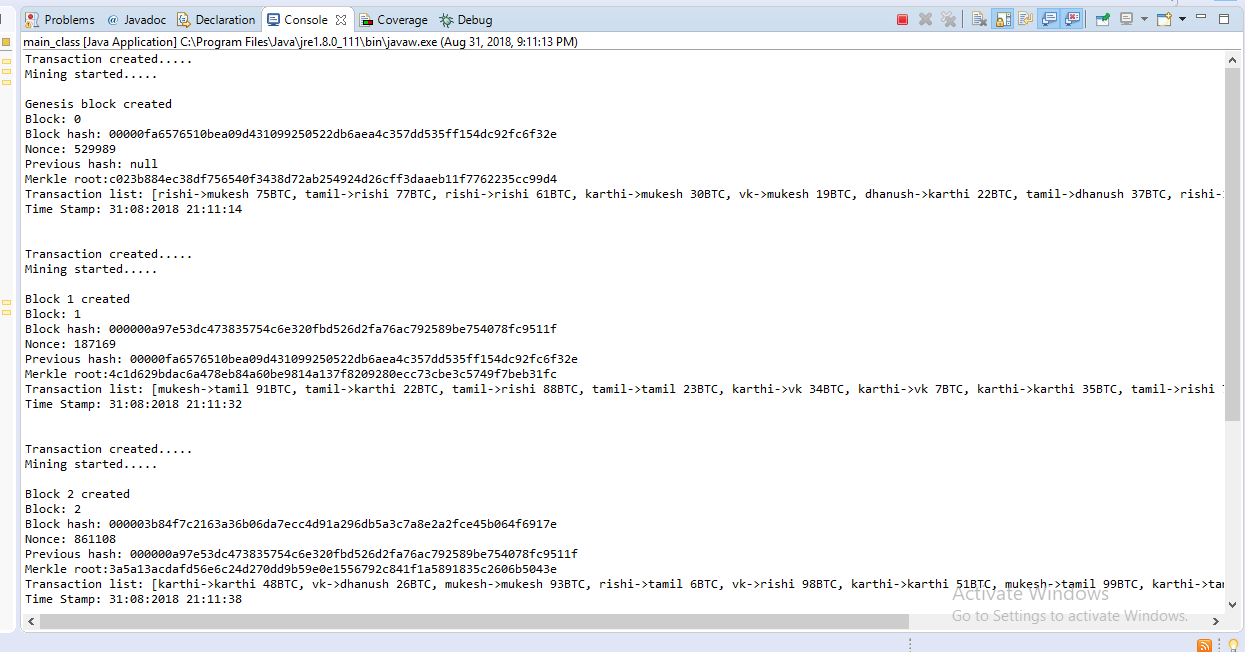 Problems @ Javadoc Declaration Console Coverage Debug
main_class [Java Application] C:\Program Files\Java\jre1.8.0_111\bin\javaw.exe (Aug 31, 2018, 9:11:13 PM)
Transaction created.....
Mining started.....
Genesis block created
Block: 0
Block hash: 00000fa6576510bea09d431099250522db6aea4c357dd535ff154dc92fc6f32e
Nonce: 529989
Previous hash: null
Merkle root:c023b884ec38df756540f3438d72ab254924d26cff3daaeb11f7762235cc99d4
Transaction list: [rishi->mukesh 75BTC, tamil->rishi 77BTC, rishi->rishi 61BTC, karthi->mukesh 30BTC, vk->mukesh 19BTC, dhanush->karthi 22BTC, tamil->dhanush 37BTC, rishi-
Time Stamp: 31:08:2018 21:11:14
Transaction created.....
Mining started.....
Block 1 created
Block: 1
Block hash: 000000a97e53dc473835754c6e320fbd526d2fa76ac792589be754078fc9511f
Nonce: 187169
Previous hash: 00000fa6576510bea09d431099250522db6aea4c357dd535ff154dc92fc6f32e
Merkle root:4c1d629bdac6a478eb84a60be9814a137f8209280ecc73cbe3c5749f7beb31fc
Transaction list: [mukesh->tamil 91BTC, tamil->karthi 22BTC, tamil->rishi 88BTC, tamil->tamil 23BTC, karthi->vk 34BTC, karthi->vk 7BTC, karthi->karthi 35BTC, tamil->rishi
Time Stamp: 31:08:2018 21:11:32
Transaction created.....
Mining started.....
Block 2 created
Block: 2
Block hash: 000003b84f7c2163a36b06da7ecc4d91a296db5a3c7a8e2a2fce45b064f6917e
Nonce: 861108
Previous hash: 000000a97e53dc473835754c6e320fbd526d2fa76ac792589be754078fc9511f
Merkle root:3a5a13acdafd56e6c24d270dd9b59e0e1556792c841f1a5891835c2606b5043e
Transaction list: [karthi->karthi 48BTC, vk->dhanush 26BTC, mukesh->mukesh 93BTC, rishi->tamil 6BTC, vk->rishi 98BTC, karthi->karthi 51BTC, mukesh->tamil 99BTC, karthi->ta
Time Stamp: 31:08:2018 21:11:38
Activate Windows
Go to Settings to activate Windows.